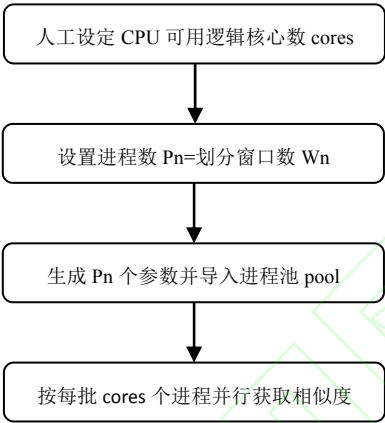 人工设定 CPU 可用逻辑核心数 cores
设置进程数 Pn=划分窗口数 Wn
生成 Pn 个参数并导入进程池 pool
按每批 cores 个进程并行获取相似度